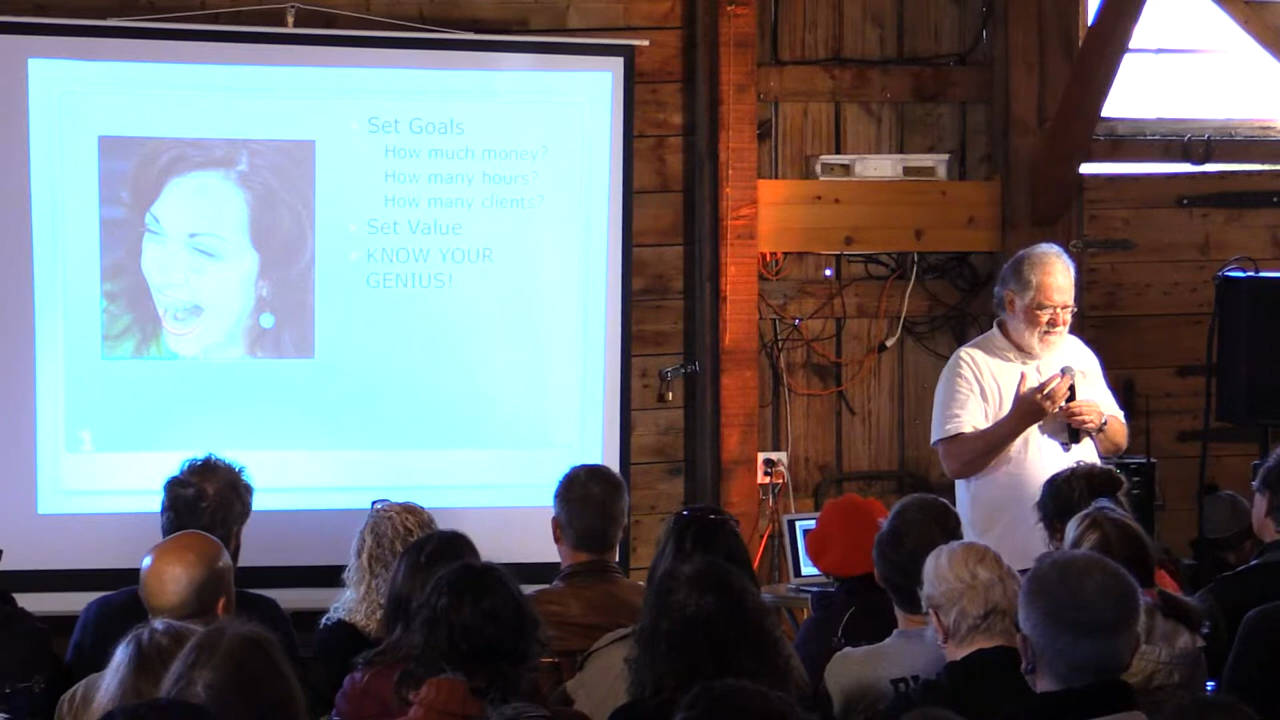 Set Goals
How much money?
How many hours?
How many clients?
Set Value
KNOW YOUR
GENIUS!